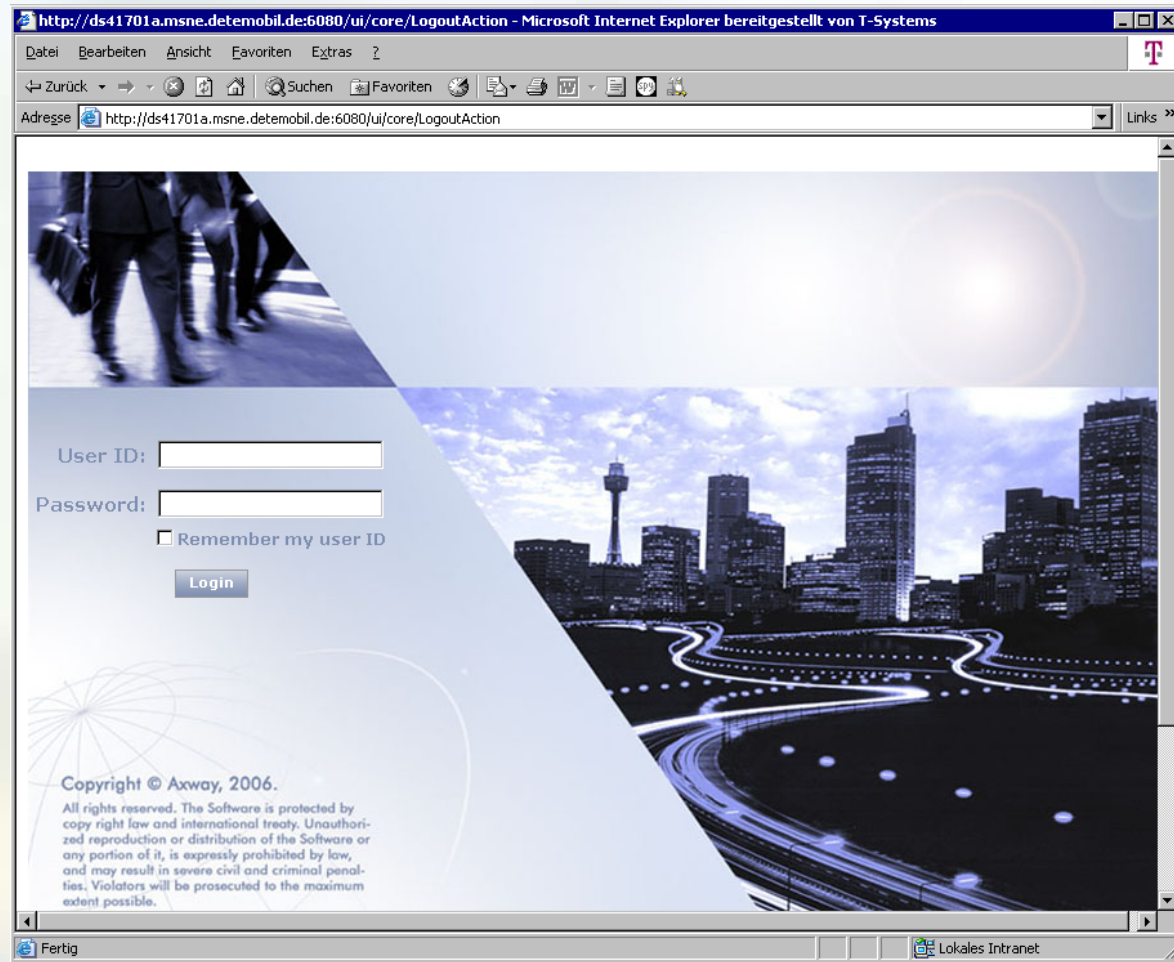 http://ds41701a.msne.detemobil.de:6080/ui/core/LogoutAction - Microsoft Internet Explorer bereitgestellt von T-Systems
Datei Bearbeiten Ansicht Favoriten Extras ?
T
Zurück Suchen Favoriten W SPY
Adresse http://ds41701a.msne.detemobil.de:6080/ui/core/LogoutAction Links »
User ID:
Password:
Remember my user ID
Login
Copyright © Axway, 2006.
All rights reserved. The Software is protected by
copy right law and international treaty. Unauthori-
zed reproduction or distribution of the Software or
any portion of it, is expressly prohibited by law,
and may result in severe civil and criminal penal-
ties. Violators will be prosecuted to the maximum
extent possible.
Fertig Lokales Intranet